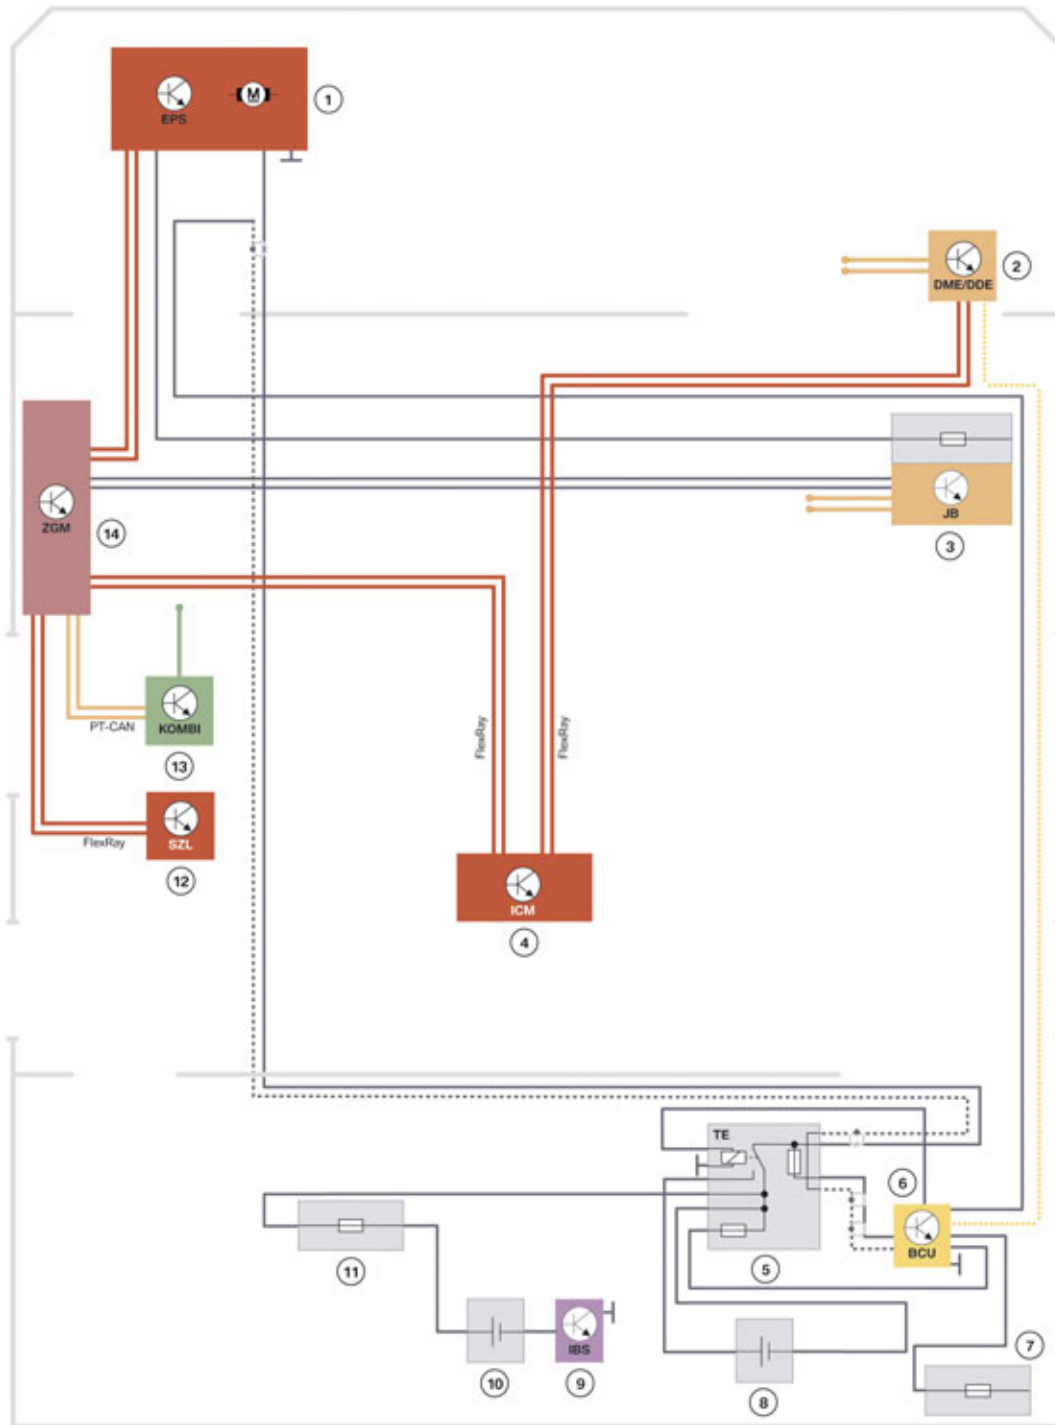 M
EPS
1
2
DME/DDE
ZGM
14
JB
3
PT-CAN
KOMBI
13
FlexRay
FlexRay
FlexRay
SZL
12
ICM
4
TE
6
BCU
5
11
7
IBS
10
9
8